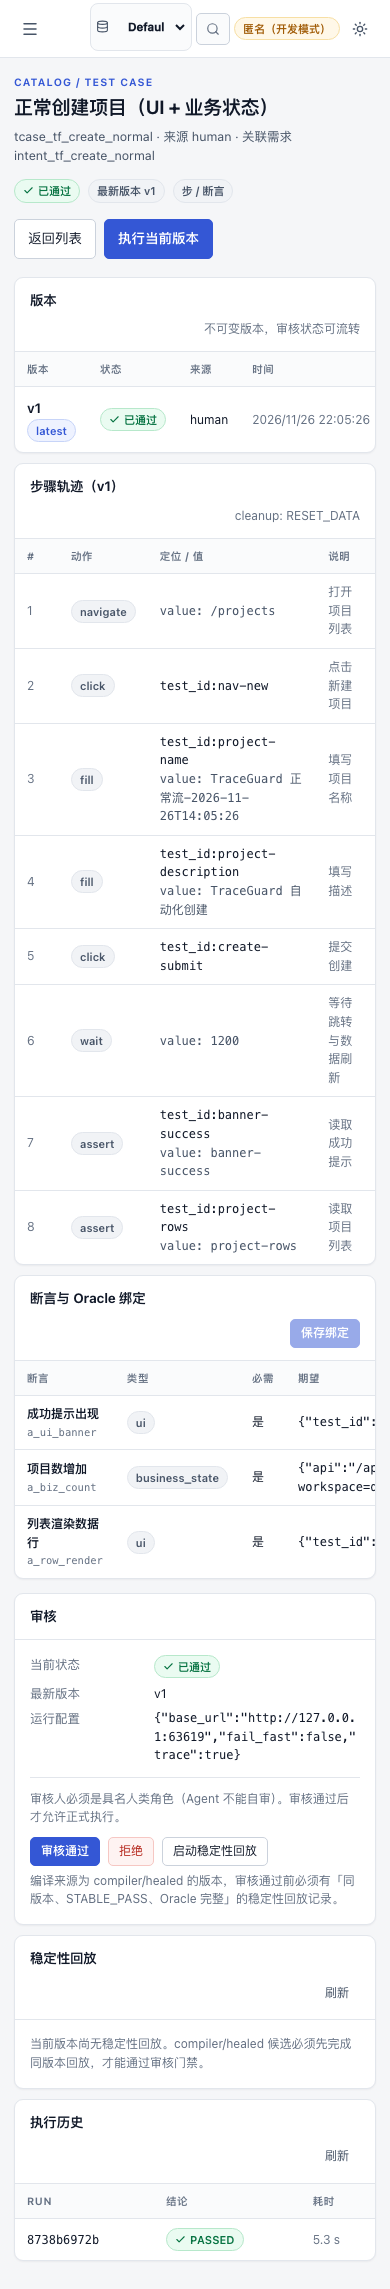 Defaul
匿名（开发模式）
CATALOG / TEST CASE
正常创建项目（UI + 业务状态）
tcase_tf_create_normal · 来源 human · 关联需求
intent_tf_create_normal
已通过
最新版本 v1
步 / 断言
返回列表
执行当前版本
版本
不可变版本，审核状态可流转
版本 状态 来源 时间
v1
latest
已通过
human
2026/11/26 22:05:26
步骤轨迹（v1）
cleanup: RESET_DATA
# 动作 定位 / 值 说明
1 navigate value: /projects
打开
项目
列表
2 click test_id:nav-new
点击
新建
项目
3 fill
test_id:project-
name
value: TraceGuard 正
常流-2026-11-
26T14:05:26
填写
项目
名称
4 fill
test_id:project-
description
value: TraceGuard 自
动化创建
填写
描述
5 click
test_id:create-
submit
提交
创建
6 wait value: 1200
等待
跳转
与数
据刷
新
7 assert
test_id:banner-
success
value: banner-
success
读取
成功
提示
8 assert
test_id:project-
rows
value: project-rows
读取
项目
列表
断言与 Oracle 绑定
保存绑定
断言 类型 必需 期望
成功提示出现
a_ui_banner
ui 是 {"test_id":
项目数增加
a_biz_count
business_state 是
{"api":"/ap
workspace=d
列表渲染数据
行
a_row_render
ui 是 {"test_id":
审核
当前状态 已通过
最新版本 v1
运行配置
{"base_url":"http://127.0.0.
1:63619","fail_fast":false,"
trace":true}
审核人必须是具名人类角色（Agent 不能自审）。审核通过后
才允许正式执行。
审核通过
拒绝
启动稳定性回放
编译来源为 compiler/healed 的版本，审核通过前必须有「同
版本、STABLE_PASS、Oracle 完整」的稳定性回放记录。
稳定性回放
刷新
当前版本尚无稳定性回放。compiler/healed 候选必须先完成
同版本回放，才能通过审核门禁。
执行历史
刷新
RUN 结论 耗时
8738b6972b PASSED 5.3 s